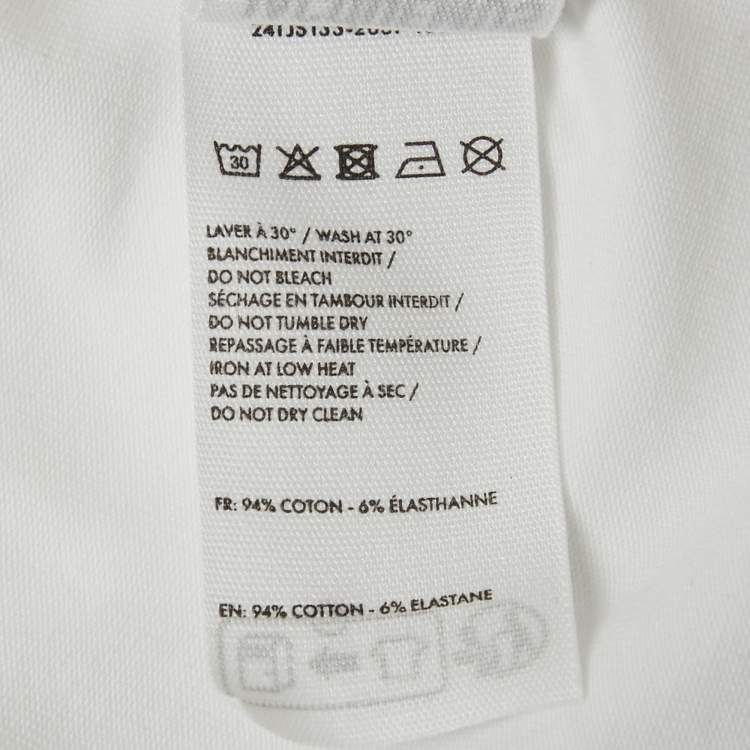 30
LAVER À 30° / WASH AT 30°
BLANCHIMENT INTERDIT /
DO NOT BLEACH
SÉCHAGE EN TAMBOUR INTERDIT /
DO NOT TUMBLE DRY
REPASSAGE À FAIBLE TEMPÉRATURE /
IRON AT LOW HEAT
PAS DE NETTOYAGE À SEC /
DO NOT DRY CLEAN
FR: 94% COTON - 6% ÉLASTHANNE
EN: 94% COTTON - 6% ELASTANE